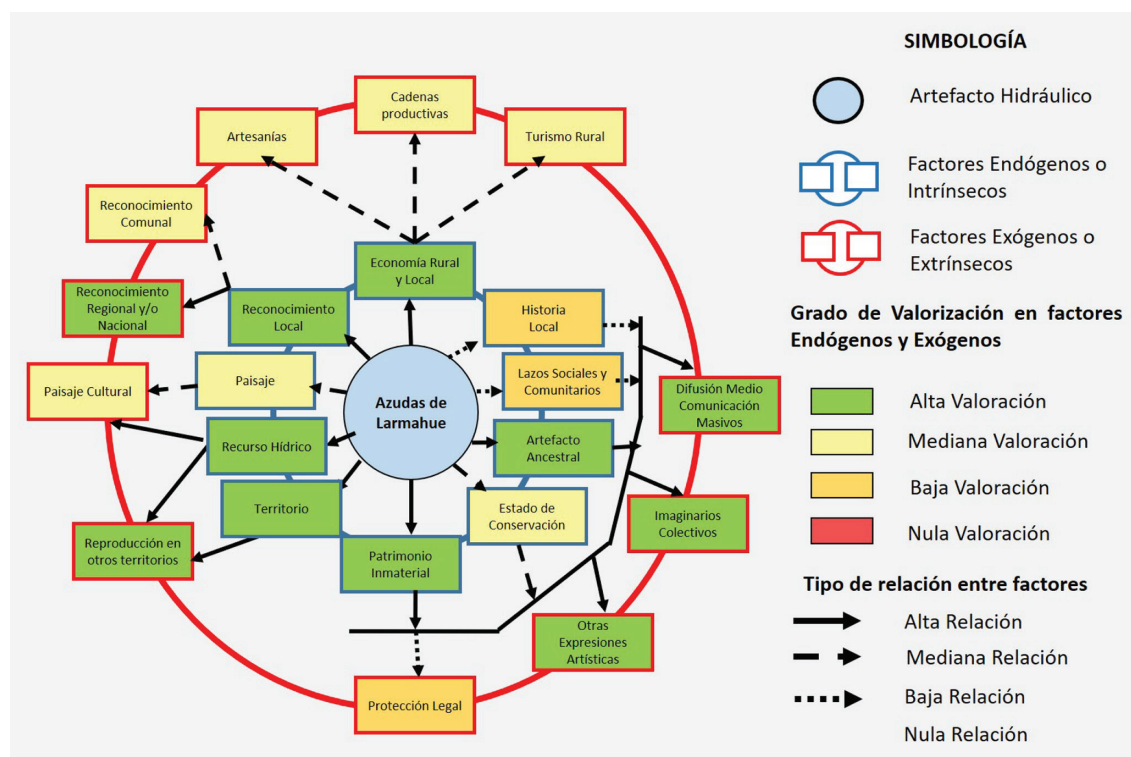 SIMBOLOGÍA
Artefacto Hidráulico
Factores Endógenos o
Intrínsecos
Factores Exógenos o
Extrínsecos
Grado de Valorización en factores
Endógenos y Exógenos
Alta Valoración
Mediana Valoración
Baja Valoración
Nula Valoración
Tipo de relación entre factores
Alta Relación
Mediana Relación
Baja Relación
Nula Relación
Cadenas
productivas
Artesanías
Turismo Rural
Reconocimiento
Comunal
Economía Rural
y Local
Reconocimiento
Regional y/o
Nacional
Reconocimiento
Local
Historia
Local
Paisaje Cultural
Paisaje
Azudas de
Larmahue
Lazos Sociales y
Comunitarios
Difusión Medio
Comunicación
Masivos
Recurso Hídrico
Artefacto
Ancestral
Territorio
Estado de
Conservación
Imaginarios
Colectivos
Reproducción en
otros territorios
Patrimonio
Inmaterial
Otras
Expresiones
Artísticas
Protección Legal